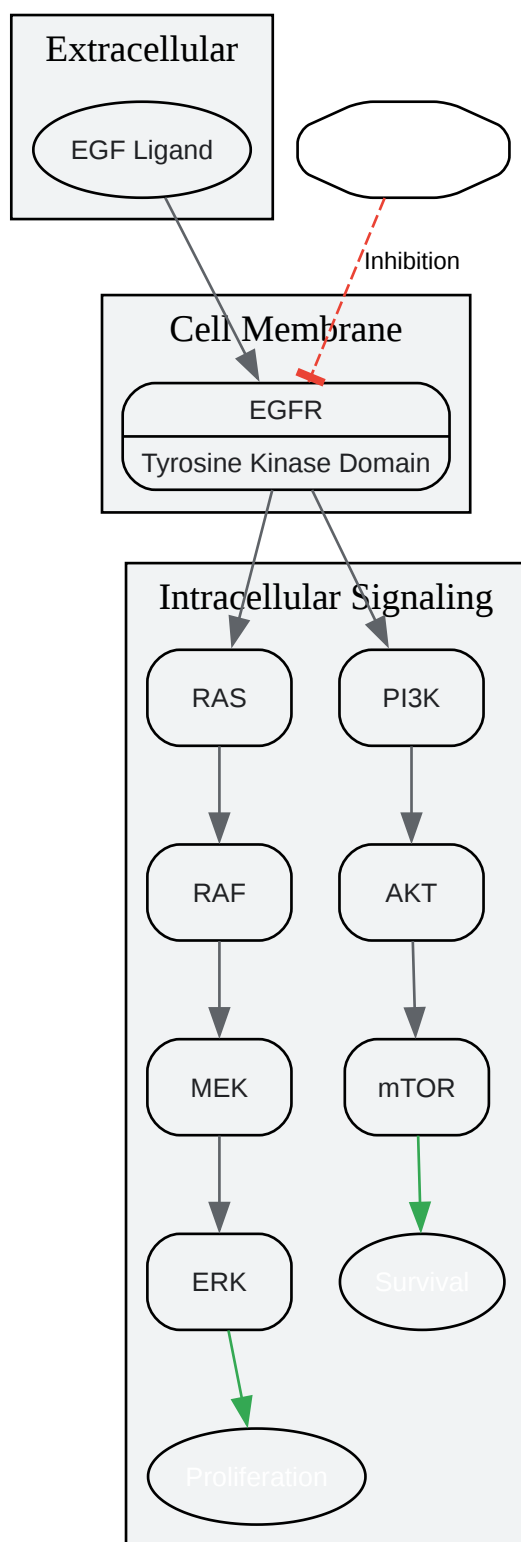 Extracellular
EGF Ligand
Inhibition
Cell Membrane
EGFR
Tyrosine Kinase Domain
Intracellular Signaling
RAS
PI3K
RAF
AKT
MEK
mTOR
ERK
Survival
Proliferation